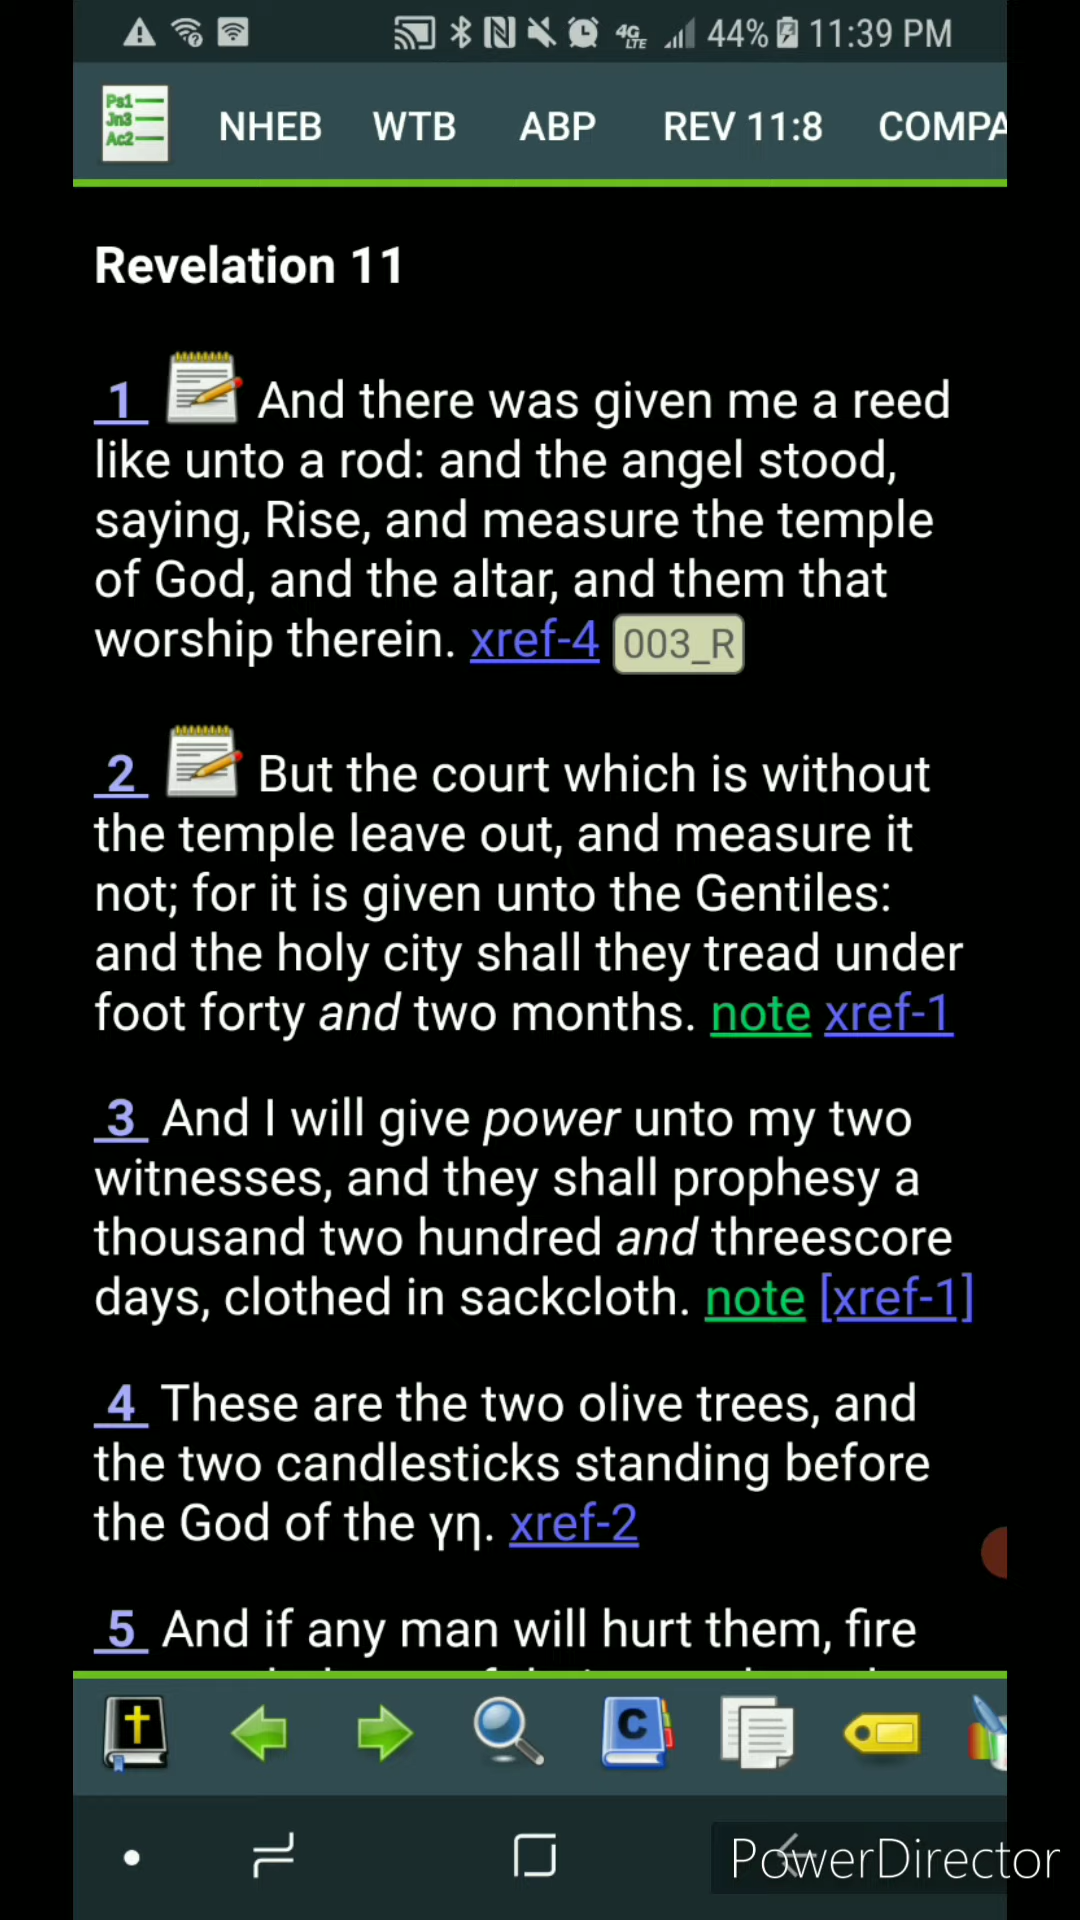 44% 11:39 PM
Ps1
Jn3
Ac2
NHEB WTB ABP REV 11:8 COMPA
Revelation 11
1 And there was given me a reed
like unto a rod: and the angel stood,
saying, Rise, and measure the temple
of God, and the altar, and them that
worship therein. xref-4 003_R
2 But the court which is without
the temple leave out, and measure it
not; for it is given unto the Gentiles:
and the holy city shall they tread under
foot forty and two months. note xref-1
3 And I will give power unto my two
witnesses, and they shall prophesy a
thousand two hundred and threescore
days, clothed in sackcloth. note [xref-1]
4 These are the two olive trees, and
the two candlesticks standing before
the God of the γη. xref-2
5 And if any man will hurt them, fire
C
PowerDirector